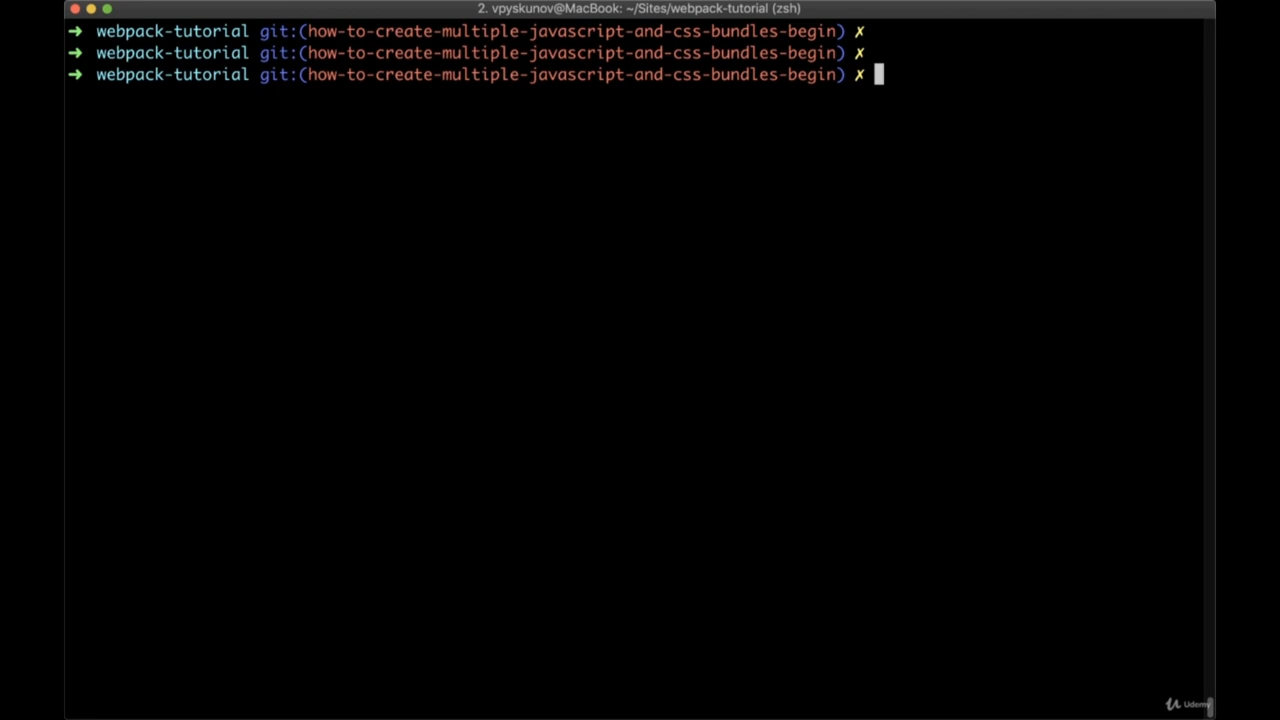 2. vpyskunov@MacBook: ~/Sites/webpack-tutorial (zsh)
➜ webpack-tutorial git:(how-to-create-multiple-javascript-and-css-bundles-begin) ✗
➜ webpack-tutorial git:(how-to-create-multiple-javascript-and-css-bundles-begin) ✗
➜ webpack-tutorial git:(how-to-create-multiple-javascript-and-css-bundles-begin) ✗
Udemy